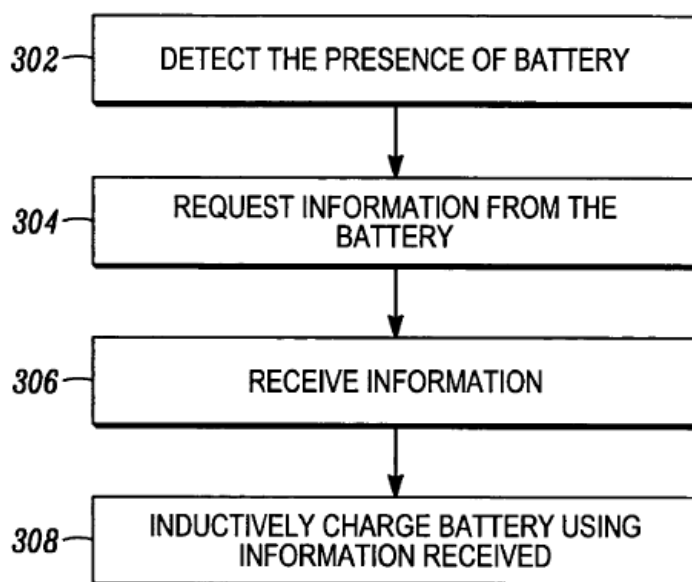 302
DETECT THE PRESENCE OF BATTERY
304
REQUEST INFORMATION FROM THE
BATTERY
306
RECEIVE INFORMATION
308
INDUCTIVELY CHARGE BATTERY USING
INFORMATION RECEIVED